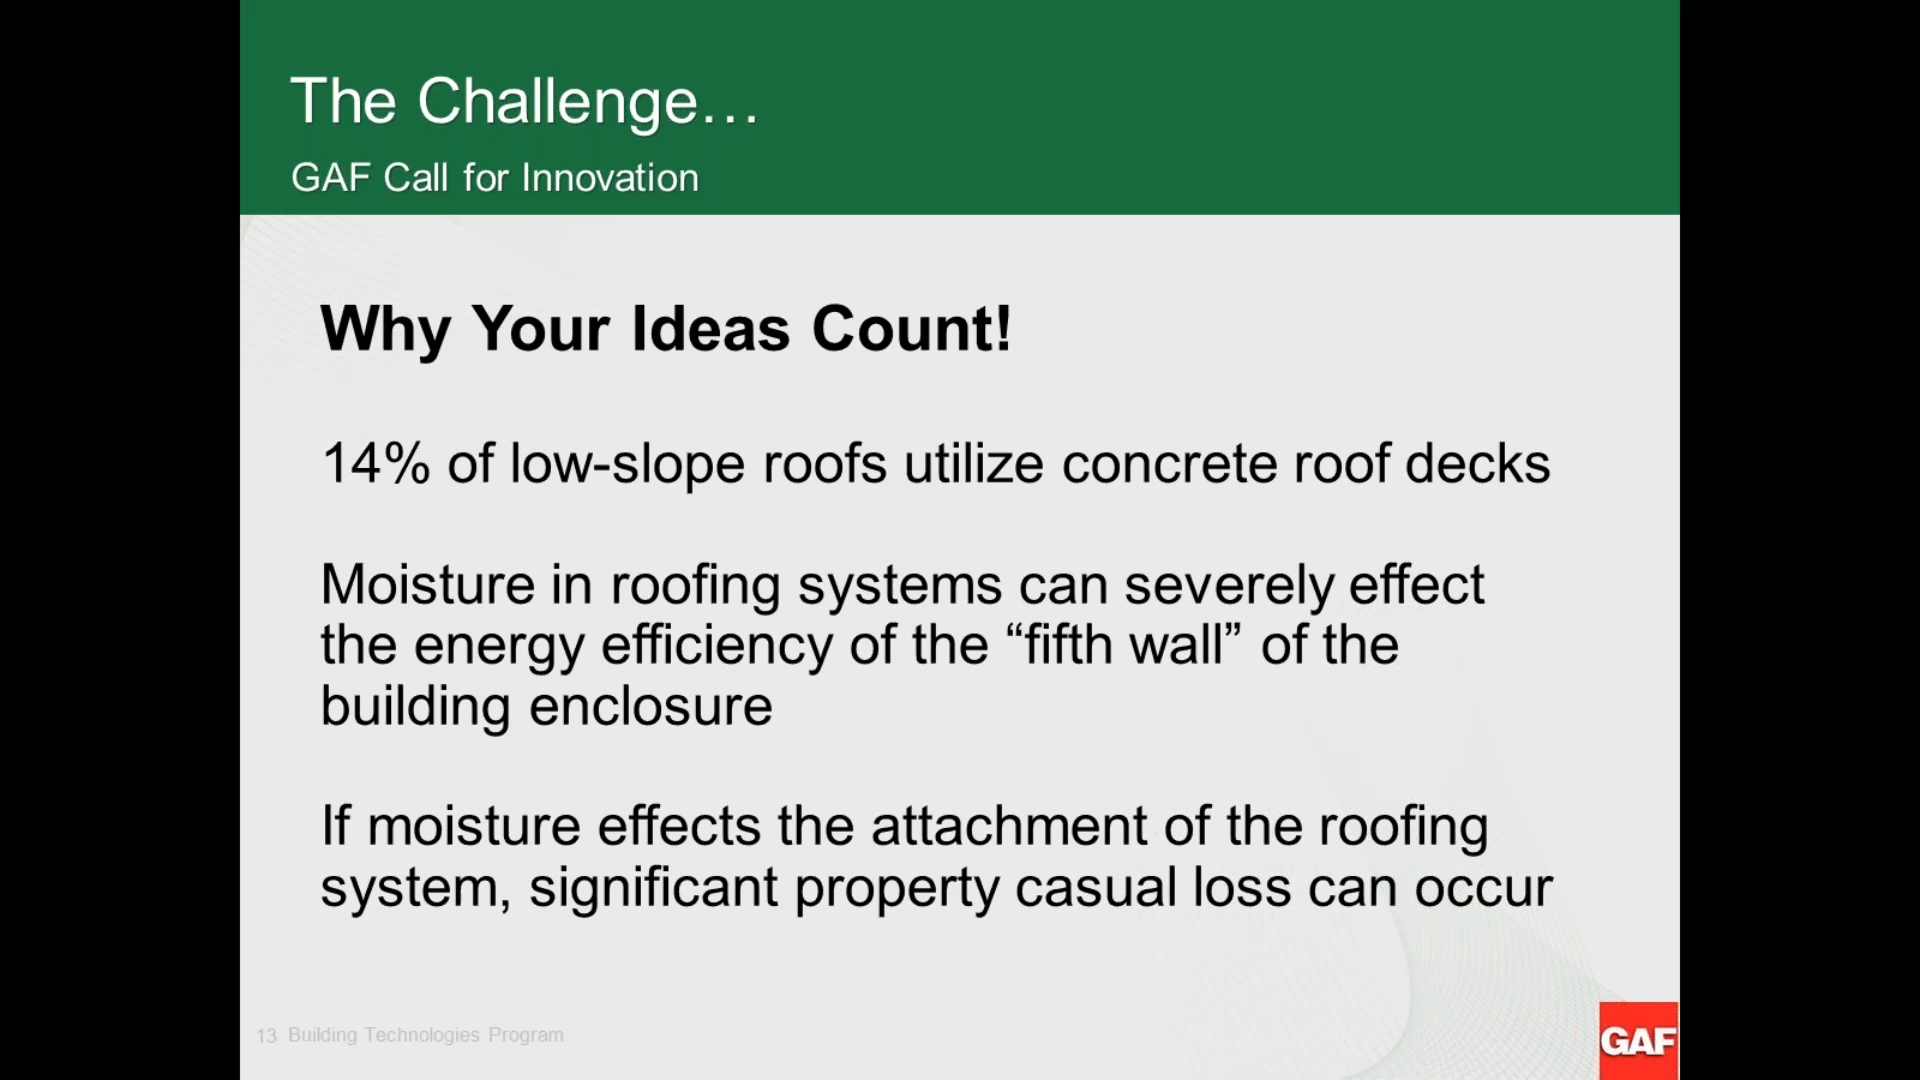 The Challenge…
GAF Call for Innovation
Why Your Ideas Count!
14% of low-slope roofs utilize concrete roof decks
Moisture in roofing systems can severely effect
the energy efficiency of the “fifth wall” of the
building enclosure
If moisture effects the attachment of the roofing
system, significant property casual loss can occur
13 Building Technologies Program
GAF